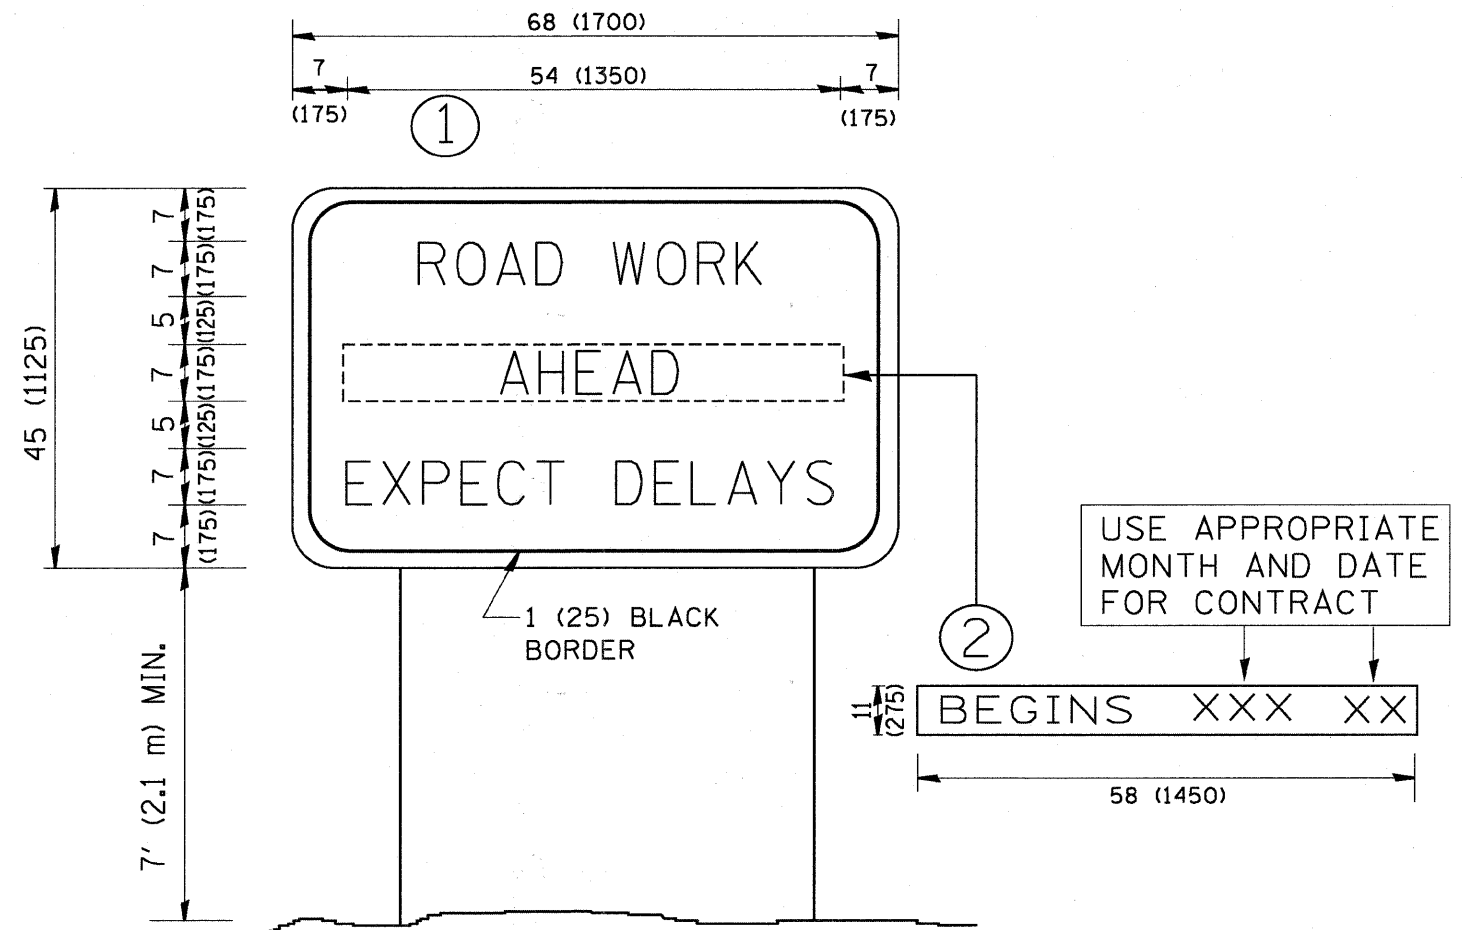 68 (1700)
7 54 (1350) 7
(175) (175)
1
45 (1125)
7 (175)
7 (175)
5 (125)
7 (175)
5 (125)
7 (175)
7 (175)
ROAD WORK
AHEAD
EXPECT DELAYS
1 (25) BLACK
BORDER
7' (2.1 m) MIN.
USE APPROPRIATE
MONTH AND DATE
FOR CONTRACT
2
11
(275)
BEGINS XXX XX
58 (1450)